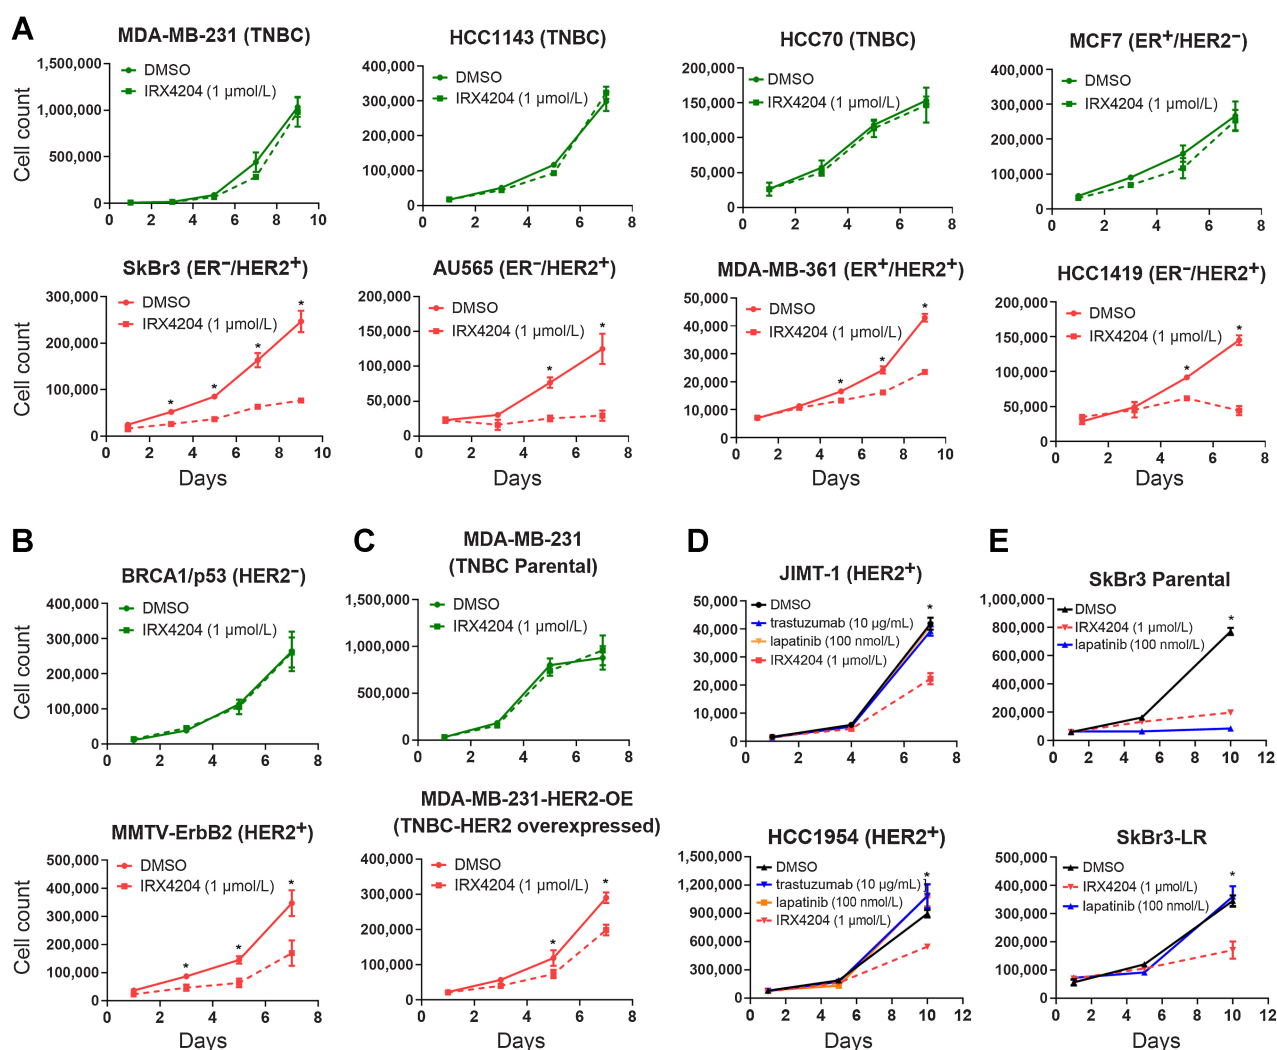 A
MDA-MB-231 (TNBC)
Cell count
1,500,000
1,000,000
500,000
0
0 2 4 6 8 10
DMSO
IRX4204 (1 µmol/L)
HCC1143 (TNBC)
400,000
300,000
200,000
100,000
0
0 2 4 6 8
DMSO
IRX4204 (1 µmol/L)
HCC70 (TNBC)
200,000
150,000
100,000
50,000
0
0 2 4 6 8
DMSO
IRX4204 (1 µmol/L)
MCF7 (ER⁺/HER2⁻)
400,000
300,000
200,000
100,000
0
0 2 4 6 8
DMSO
IRX4204 (1 µmol/L)
SkBr3 (ER⁻/HER2⁺)
Cell count
300,000
200,000
100,000
0
0 2 4 6 8 10
Days
DMSO
IRX4204 (1 µmol/L)
* * * *
AU565 (ER⁻/HER2⁺)
200,000
150,000
100,000
50,000
0
0 2 4 6 8
Days
DMSO
IRX4204 (1 µmol/L)
* *
MDA-MB-361 (ER⁺/HER2⁺)
50,000
40,000
30,000
20,000
10,000
0
0 2 4 6 8 10
Days
DMSO
IRX4204 (1 µmol/L)
* * *
HCC1419 (ER⁻/HER2⁺)
200,000
150,000
100,000
50,000
0
0 2 4 6 8
Days
DMSO
IRX4204 (1 µmol/L)
* *
B
BRCA1/p53 (HER2⁻)
Cell count
400,000
300,000
200,000
100,000
0
0 2 4 6 8
DMSO
IRX4204 (1 µmol/L)
MMTV-ErbB2 (HER2⁺)
Cell count
500,000
400,000
300,000
200,000
100,000
0
0 2 4 6 8
Days
DMSO
IRX4204 (1 µmol/L)
* * *
C
MDA-MB-231
(TNBC Parental)
1,500,000
1,000,000
500,000
0
0 2 4 6 8
DMSO
IRX4204 (1 µmol/L)
MDA-MB-231-HER2-OE
(TNBC-HER2 overexpressed)
400,000
300,000
200,000
100,000
0
0 2 4 6 8
Days
DMSO
IRX4204 (1 µmol/L)
* *
D
JIMT-1 (HER2⁺)
50,000
40,000
30,000
20,000
10,000
0
0 2 4 6 8
DMSO
trastuzumab (10 µg/mL)
lapatinib (100 nmol/L)
IRX4204 (1 µmol/L)
*
HCC1954 (HER2⁺)
1,500,000
1,200,000
900,000
600,000
300,000
0
0 2 4 6 8 10 12
Days
DMSO
trastuzumab (10 µg/mL)
lapatinib (100 nmol/L)
IRX4204 (1 µmol/L)
*
E
SkBr3 Parental
1,000,000
800,000
600,000
400,000
200,000
0
0 2 4 6 8 10 12
DMSO
IRX4204 (1 µmol/L)
lapatinib (100 nmol/L)
*
SkBr3-LR
500,000
400,000
300,000
200,000
100,000
0
0 2 4 6 8 10 12
Days
DMSO
IRX4204 (1 µmol/L)
lapatinib (100 nmol/L)
*